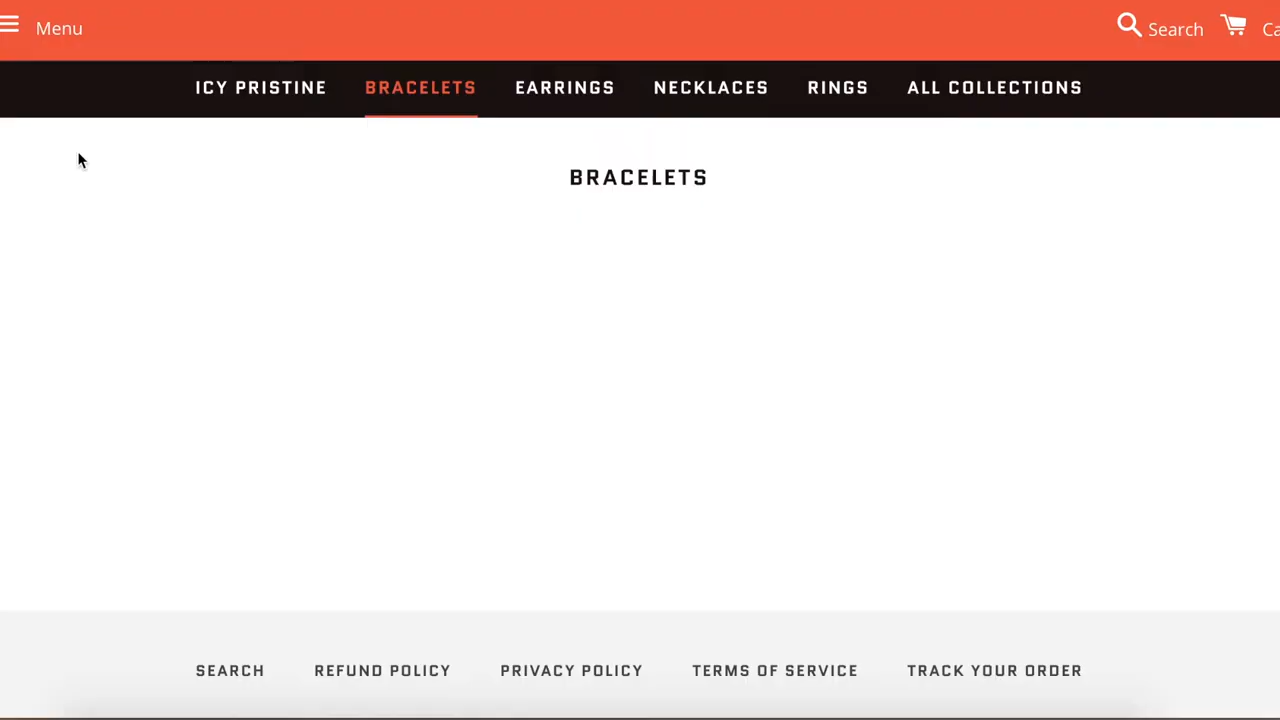 Menu
Search
ICY PRISTINE BRACELETS EARRINGS NECKLACES RINGS ALL COLLECTIONS
BRACELETS
SEARCH REFUND POLICY PRIVACY POLICY TERMS OF SERVICE TRACK YOUR ORDER